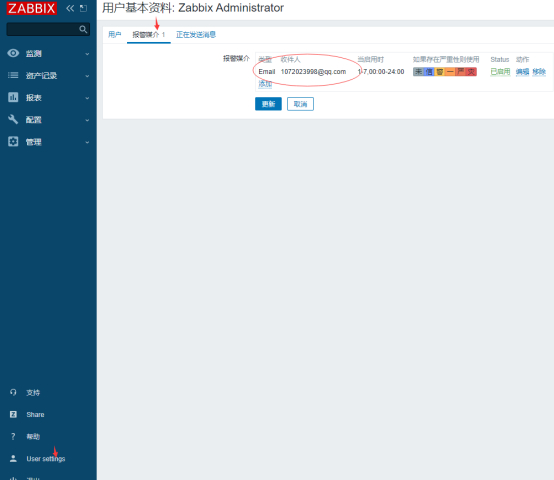 ZABBIX
用户基本资料: Zabbix Administrator
用户 报警媒介 1 正在发送消息
报警媒介 类型 收件人 当启用时 如果存在严重性则使用 Status 动作
Email 1072023998@qq.com 1-7,00:00-24:00 未 信 警 一 严 灾 已启用 编辑 移除
添加
更新 取消
监测
资产记录
报表
配置
管理
支持
Z Share
? 帮助
User settings